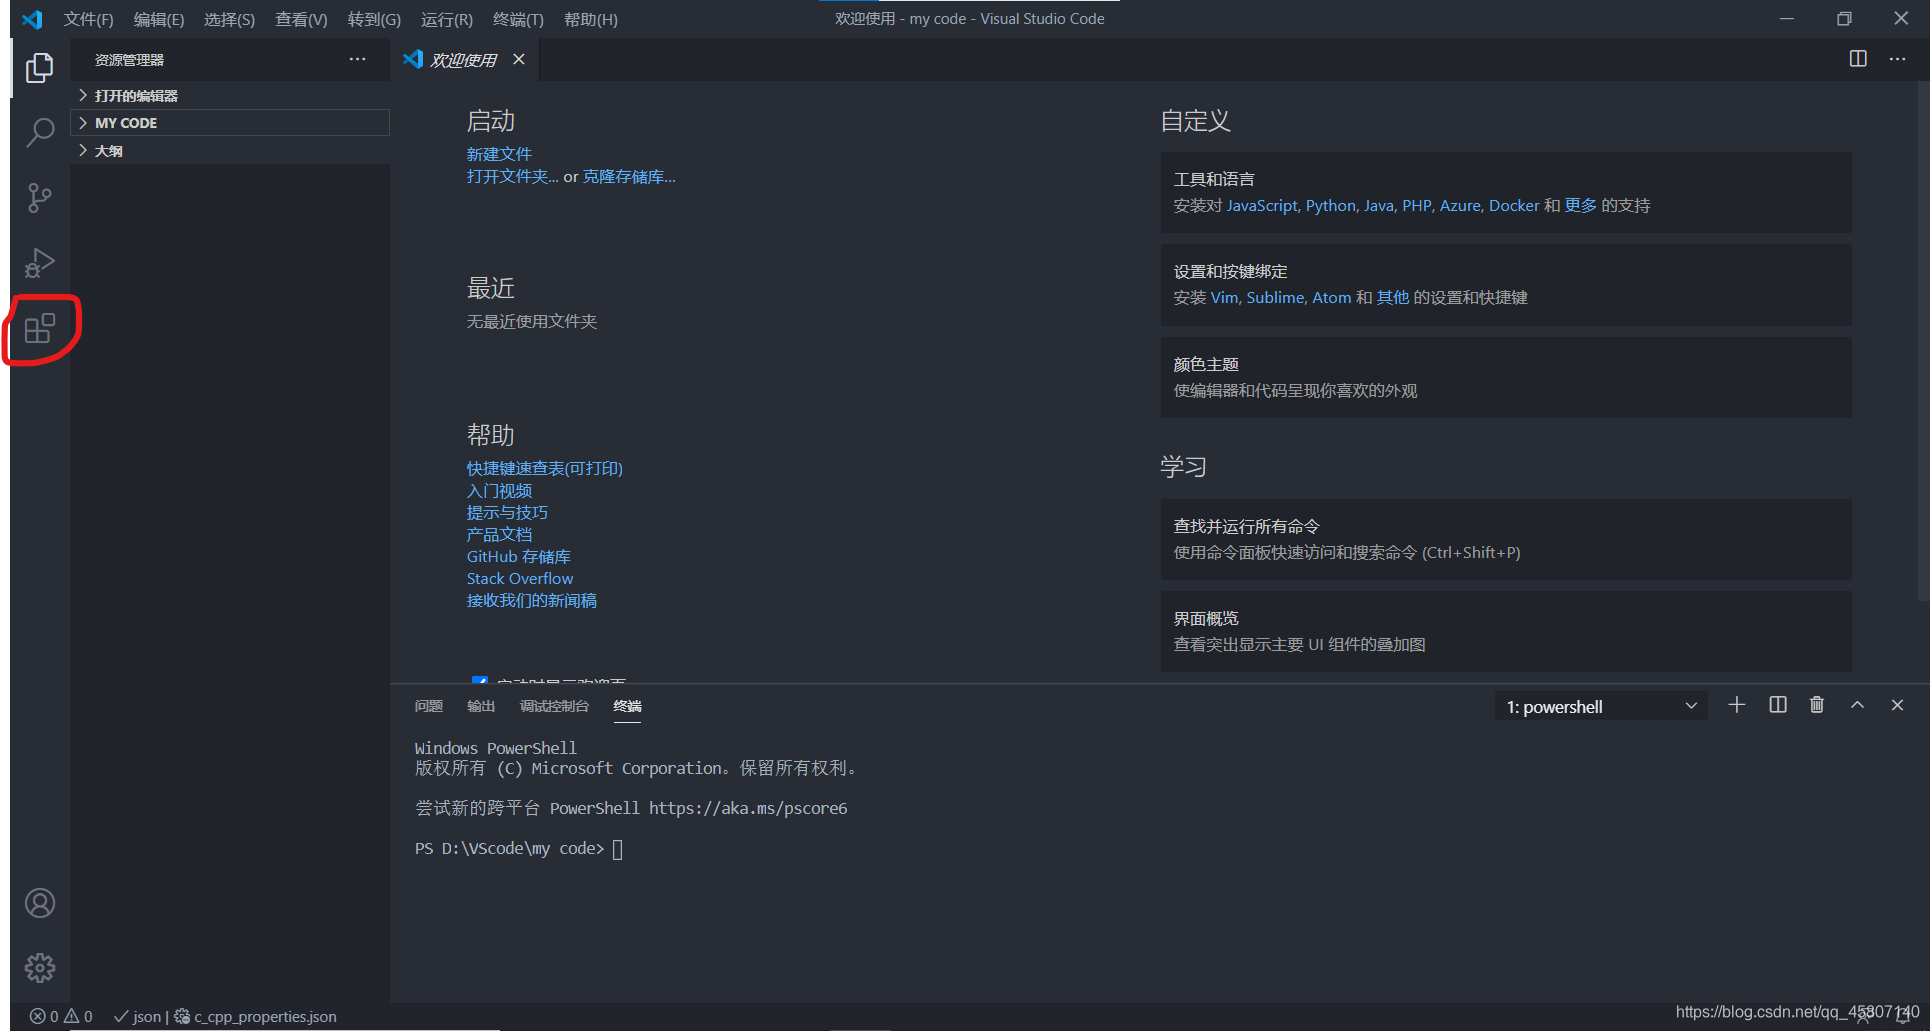 文件(F) 编辑(E) 选择(S) 查看(V) 转到(G) 运行(R) 终端(T) 帮助(H)
欢迎使用 - my code - Visual Studio Code
资源管理器
打开的编辑器
MY CODE
大纲
欢迎使用
启动
新建文件
打开文件夹... or 克隆存储库...
最近
无最近使用文件夹
帮助
快捷键速查表(可打印)
入门视频
提示与技巧
产品文档
GitHub 存储库
Stack Overflow
接收我们的新闻稿
启动时显示欢迎页
自定义
工具和语言
安装对 JavaScript, Python, Java, PHP, Azure, Docker 和 更多 的支持
设置和按键绑定
安装 Vim, Sublime, Atom 和 其他 的设置和快捷键
颜色主题
使编辑器和代码呈现你喜欢的外观
学习
查找并运行所有命令
使用命令面板快速访问和搜索命令 (Ctrl+Shift+P)
界面概览
查看突出显示主要 UI 组件的叠加图
问题 输出 调试控制台 终端
1: powershell
Windows PowerShell
版权所有 (C) Microsoft Corporation。保留所有权利。
尝试新的跨平台 PowerShell https://aka.ms/pscore6
PS D:\VScode\my code>
0 0 json | c_cpp_properties.json
https://blog.csdn.net/qq_45807140